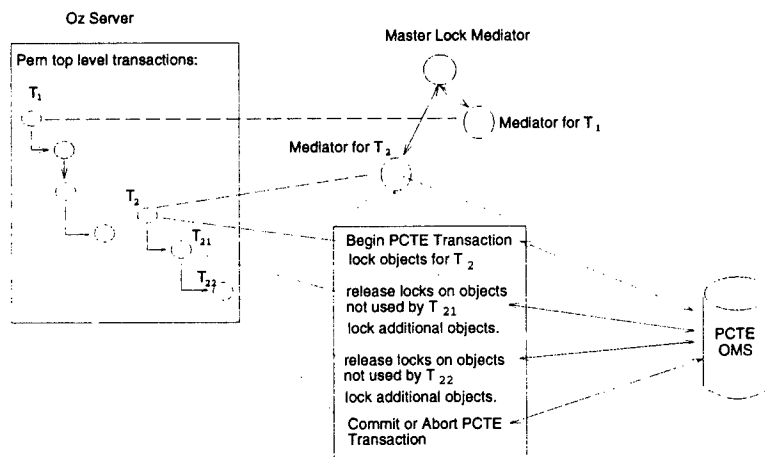 Oz Server
Pern top level transactions:
T1
T2
T21
T22
Master Lock Mediator
Mediator for T1
Mediator for T2
Begin PCTE Transaction
lock objects for T2
release locks on objects
not used by T21
lock additional objects.
release locks on objects
not used by T22
lock additional objects.
Commit or Abort PCTE
Transaction
PCTE
OMS